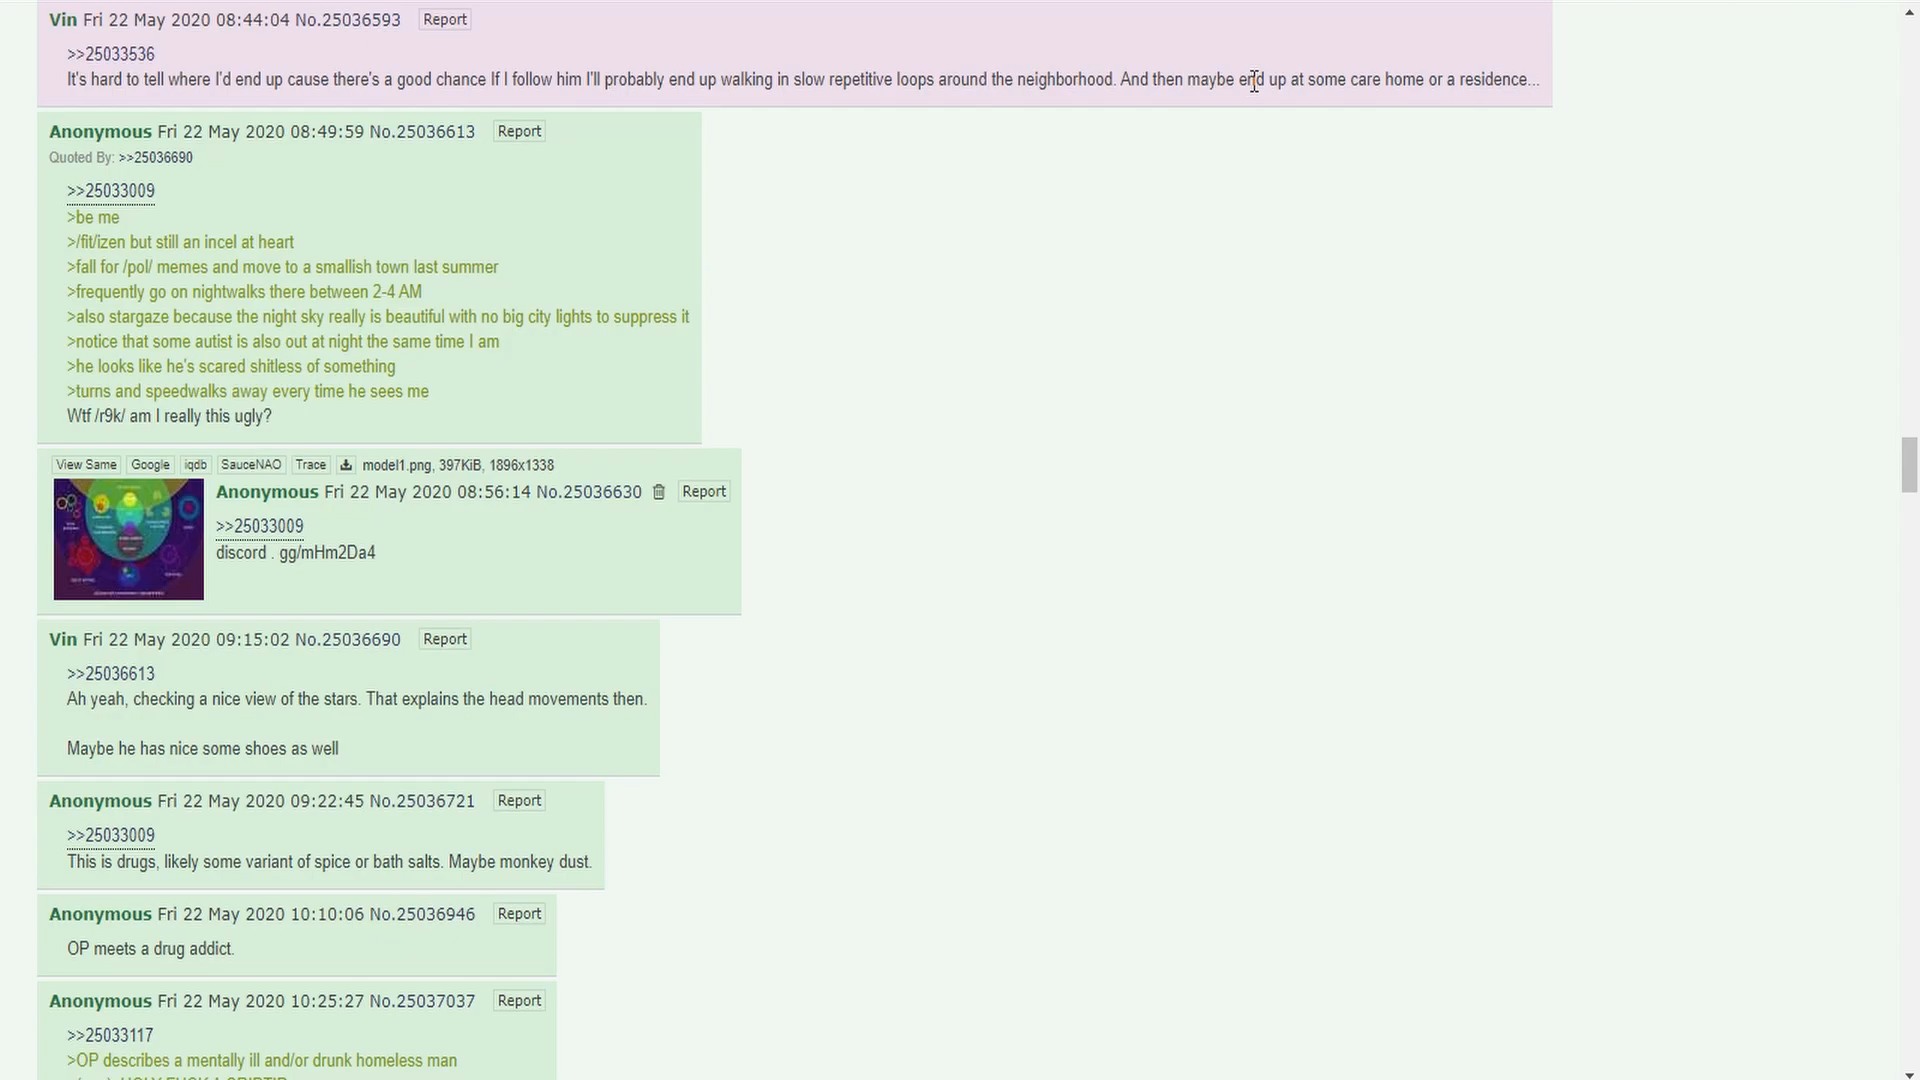 Vin Fri 22 May 2020 08:44:04 No.25036593 Report
>>25033536
It's hard to tell where I'd end up cause there's a good chance If I follow him I'll probably end up walking in slow repetitive loops around the neighborhood. And then maybe end up at some care home or a residence...
Anonymous Fri 22 May 2020 08:49:59 No.25036613 Report
Quoted By: >>25036690
>>25033009
>be me
>/fit/izen but still an incel at heart
>fall for /pol/ memes and move to a smallish town last summer
>frequently go on nightwalks there between 2-4 AM
>also stargaze because the night sky really is beautiful with no big city lights to suppress it
>notice that some autist is also out at night the same time I am
>he looks like he's scared shitless of something
>turns and speedwalks away every time he sees me
Wtf /r9k/ am I really this ugly?
View Same Google iqdb SauceNAO Trace model1.png, 397KiB, 1896x1338
Anonymous Fri 22 May 2020 08:56:14 No.25036630 Report
>>25033009
discord . gg/mHm2Da4
Vin Fri 22 May 2020 09:15:02 No.25036690 Report
>>25036613
Ah yeah, checking a nice view of the stars. That explains the head movements then.
Maybe he has nice some shoes as well
Anonymous Fri 22 May 2020 09:22:45 No.25036721 Report
>>25033009
This is drugs, likely some variant of spice or bath salts. Maybe monkey dust.
Anonymous Fri 22 May 2020 10:10:06 No.25036946 Report
OP meets a drug addict.
Anonymous Fri 22 May 2020 10:25:27 No.25037037 Report
>>25033117
>OP describes a mentally ill and/or drunk homeless man